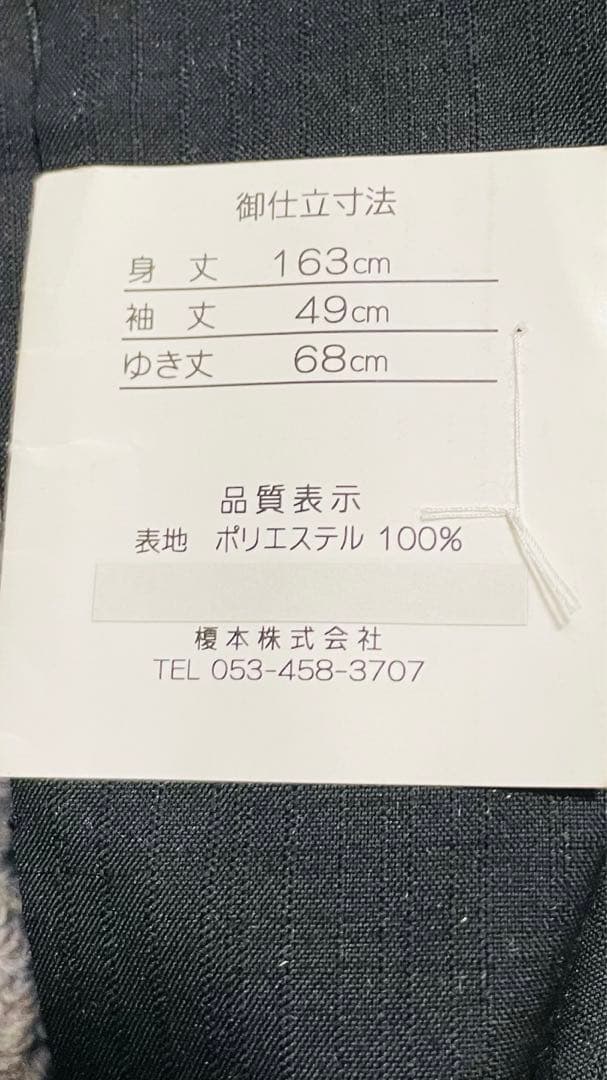 御仕立寸法
身 丈 163cm
袖 丈 49cm
ゆき丈 68cm
品質表示
表地 ポリエステル 100%
榎本株式会社
TEL 053-458-3707